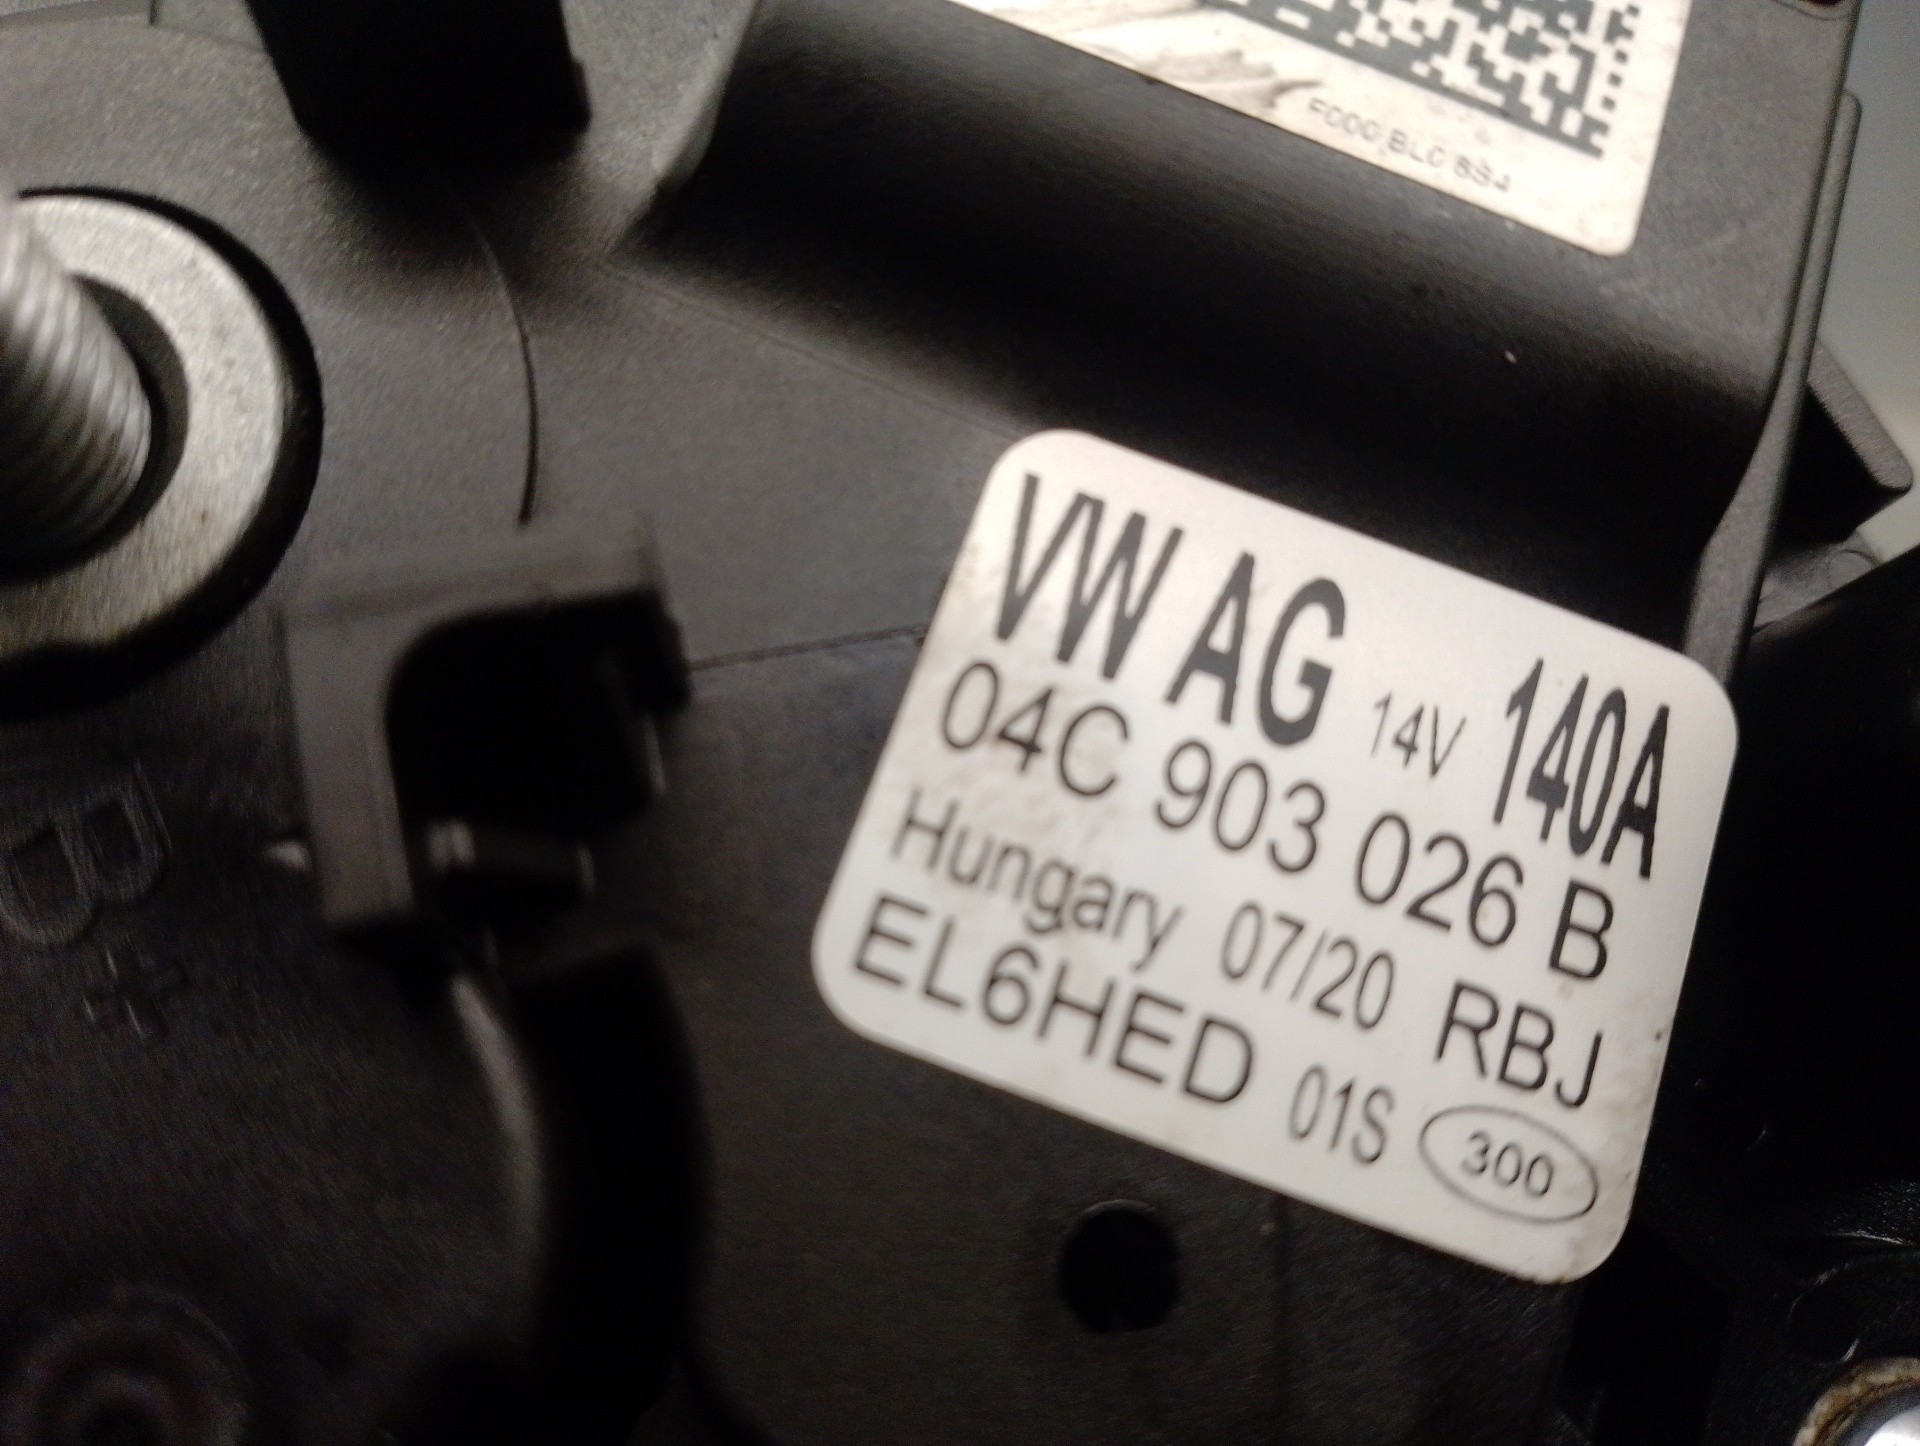 VW AG 14V 140A
04C 903 026 B
Hungary 07/20 RBJ
EL6HED 01S 300
B+